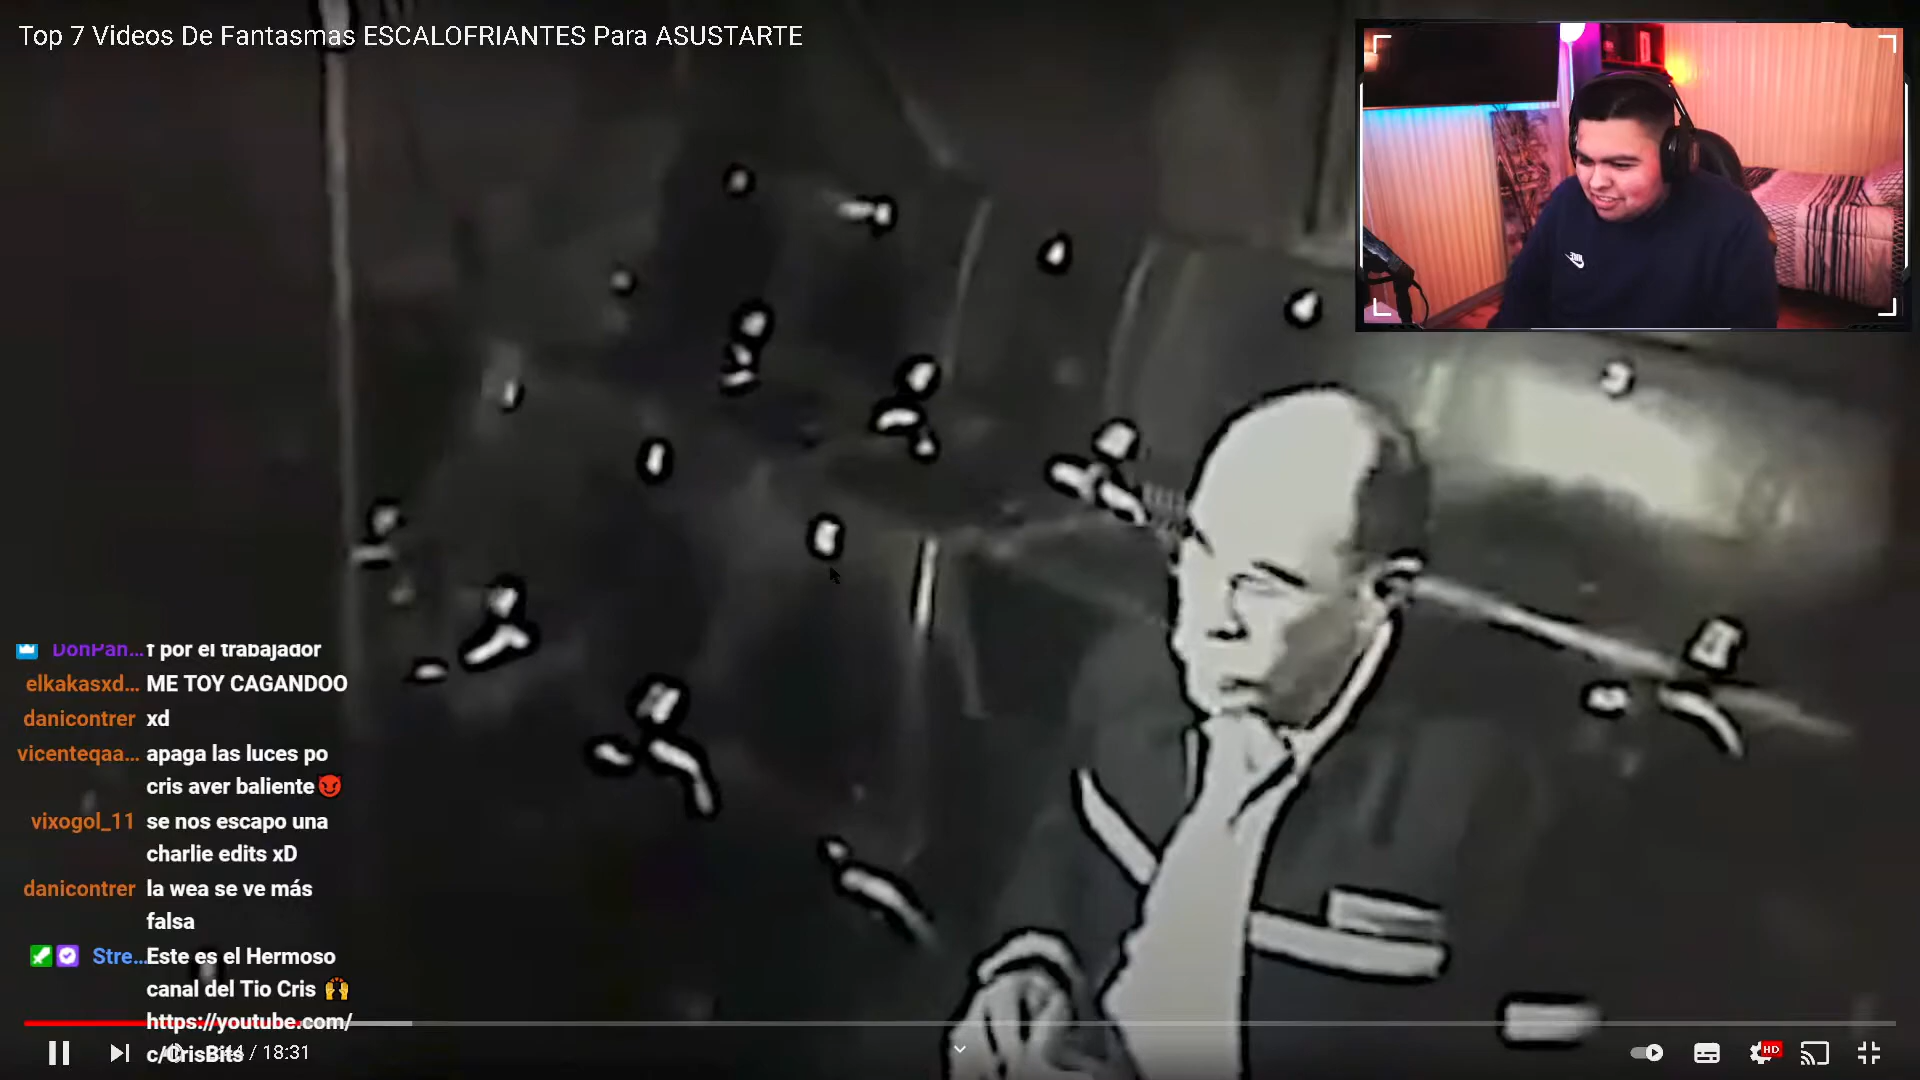 Top 7 Videos De Fantasmas ESCALOFRIANTES Para ASUSTARTE
DonPan... f por el trabajador
elkakasxd... ME TOY CAGANDOO
danicontrer xd
vicenteqaa... apaga las luces po
cris aver baliente😈
vixogol_11 se nos escapo una
charlie edits xD
danicontrer la wea se ve más
falsa
Stre... Este es el Hermoso
canal del Tio Cris 🙌
https://youtube.com/
c/CrisBits
/ 18:31
HD